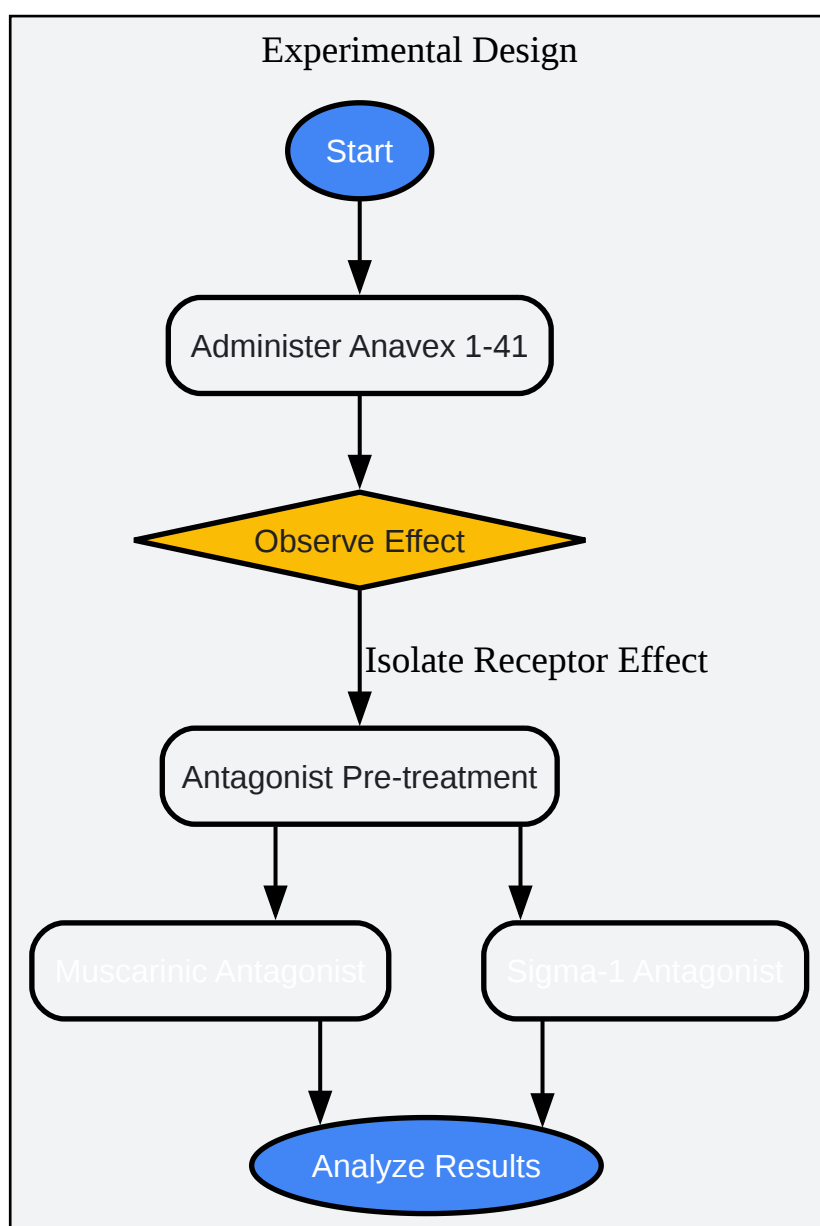 Experimental Design
Start
Administer Anavex 1-41
Observe Effect
Isolate Receptor Effect
Antagonist Pre-treatment
Muscarinic Antagonist
Sigma-1 Antagonist
Analyze Results